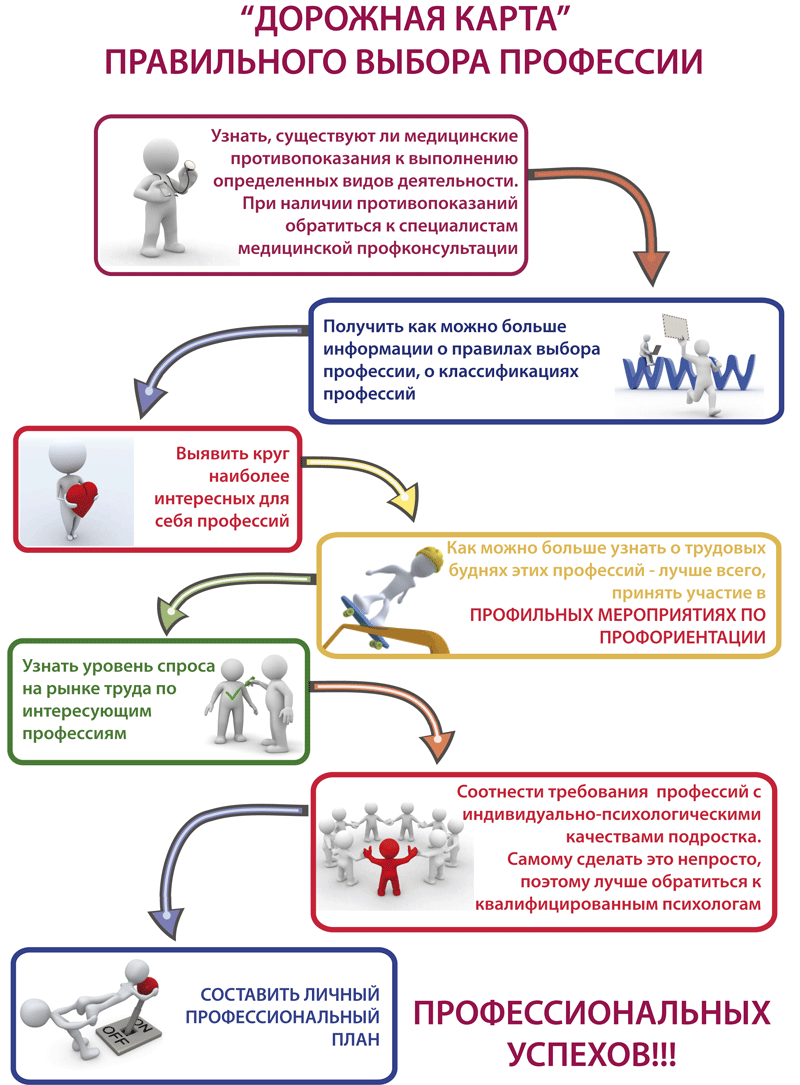 “ДОРОЖНАЯ КАРТА”
ПРАВИЛЬНОГО ВЫБОРА ПРОФЕССИИ
Узнать, существуют ли медицинские
противопоказания к выполнению
определенных видов деятельности.
При наличии противопоказаний
обратиться к специалистам
медицинской профконсультации
Получить как можно больше
информации о правилах выбора
профессии, о классификациях
профессий
www
Выявить круг
наиболее
интересных для
себя профессий
Как можно больше узнать о трудовых
буднях этих профессий - лучше всего,
принять участие в
ПРОФИЛЬНЫХ МЕРОПРИЯТИЯХ ПО
ПРОФОРИЕНТАЦИИ
Узнать уровень спроса
на рынке труда по
интересующим
профессиям
Соотнести требования  профессий с
индивидуально-психологическими
качествами подростка.
Самому сделать это непросто,
поэтому лучше обратиться к
квалифицированным психологам
СОСТАВИТЬ ЛИЧНЫЙ
ПРОФЕССИОНАЛЬНЫЙ
ПЛАН
ON
OFF
ПРОФЕССИОНАЛЬНЫХ
УСПЕХОВ!!!